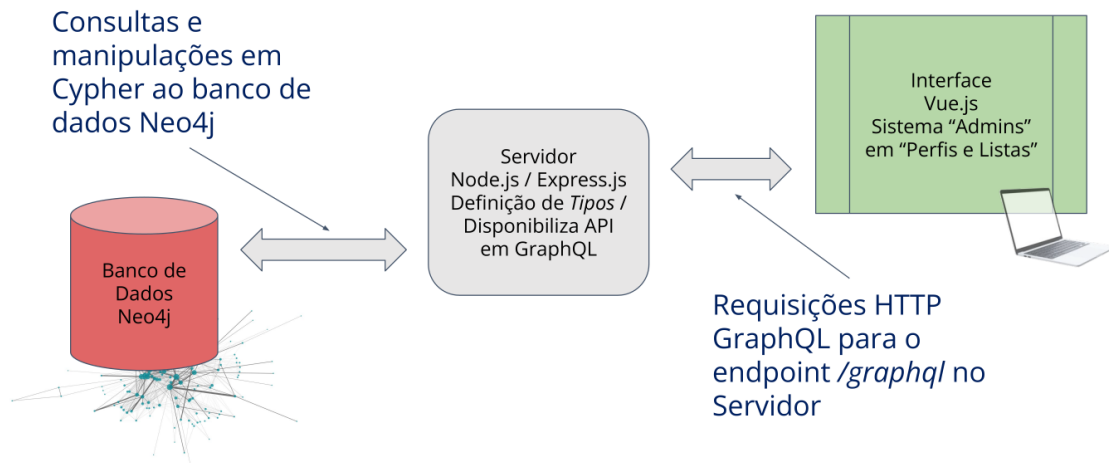 Consultas e
manipulações em
Cypher ao banco de
dados Neo4j
Banco de
Dados
Neo4j
Servidor
Node.js / Express.js
Definição de Tipos /
Disponibiliza API
em GraphQL
Interface
Vue.js
Sistema “Admins”
em “Perfis e Listas”
Requisições HTTP
GraphQL para o
endpoint /graphql no
Servidor